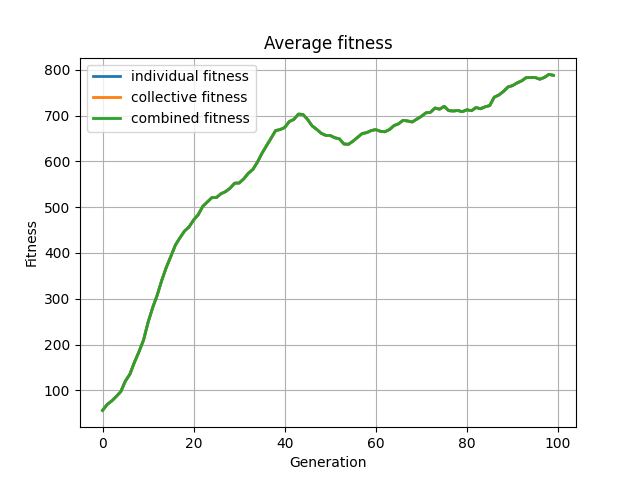 Average fitness
individual fitness
collective fitness
combined fitness
800
700
600
500
400
300
200
100
Fitness
0 20 40 60 80 100
Generation